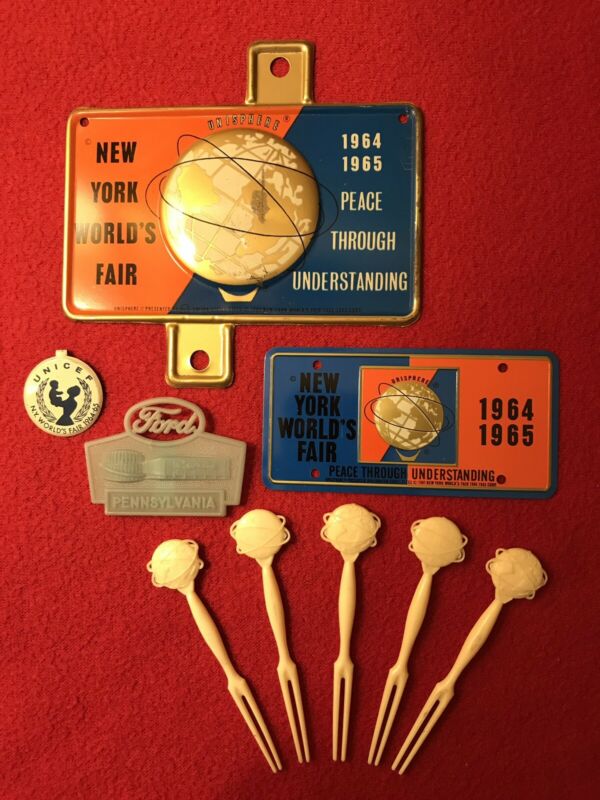 UNISPHERE ®
©
NEW
YORK
WORLD'S
FAIR
1964
1965
PEACE
THROUGH
UNDERSTANDING
UNICEF
N.Y. WORLD'S FAIR 1964-65
Ford
PENNSYLVANIA
©
NEW
YORK
WORLD'S
FAIR
UNISPHERE
1964
1965
PEACE THROUGH UNDERSTANDING